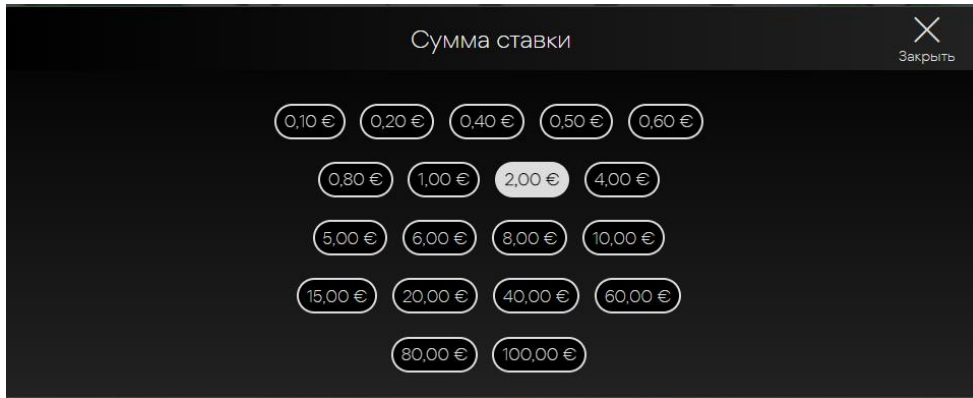 Сумма ставки
Закрыть
0,10 € 0,20 € 0,40 € 0,50 € 0,60 €
0,80 € 1,00 € 2,00 € 4,00 €
5,00 € 6,00 € 8,00 € 10,00 €
15,00 € 20,00 € 40,00 € 60,00 €
80,00 € 100,00 €